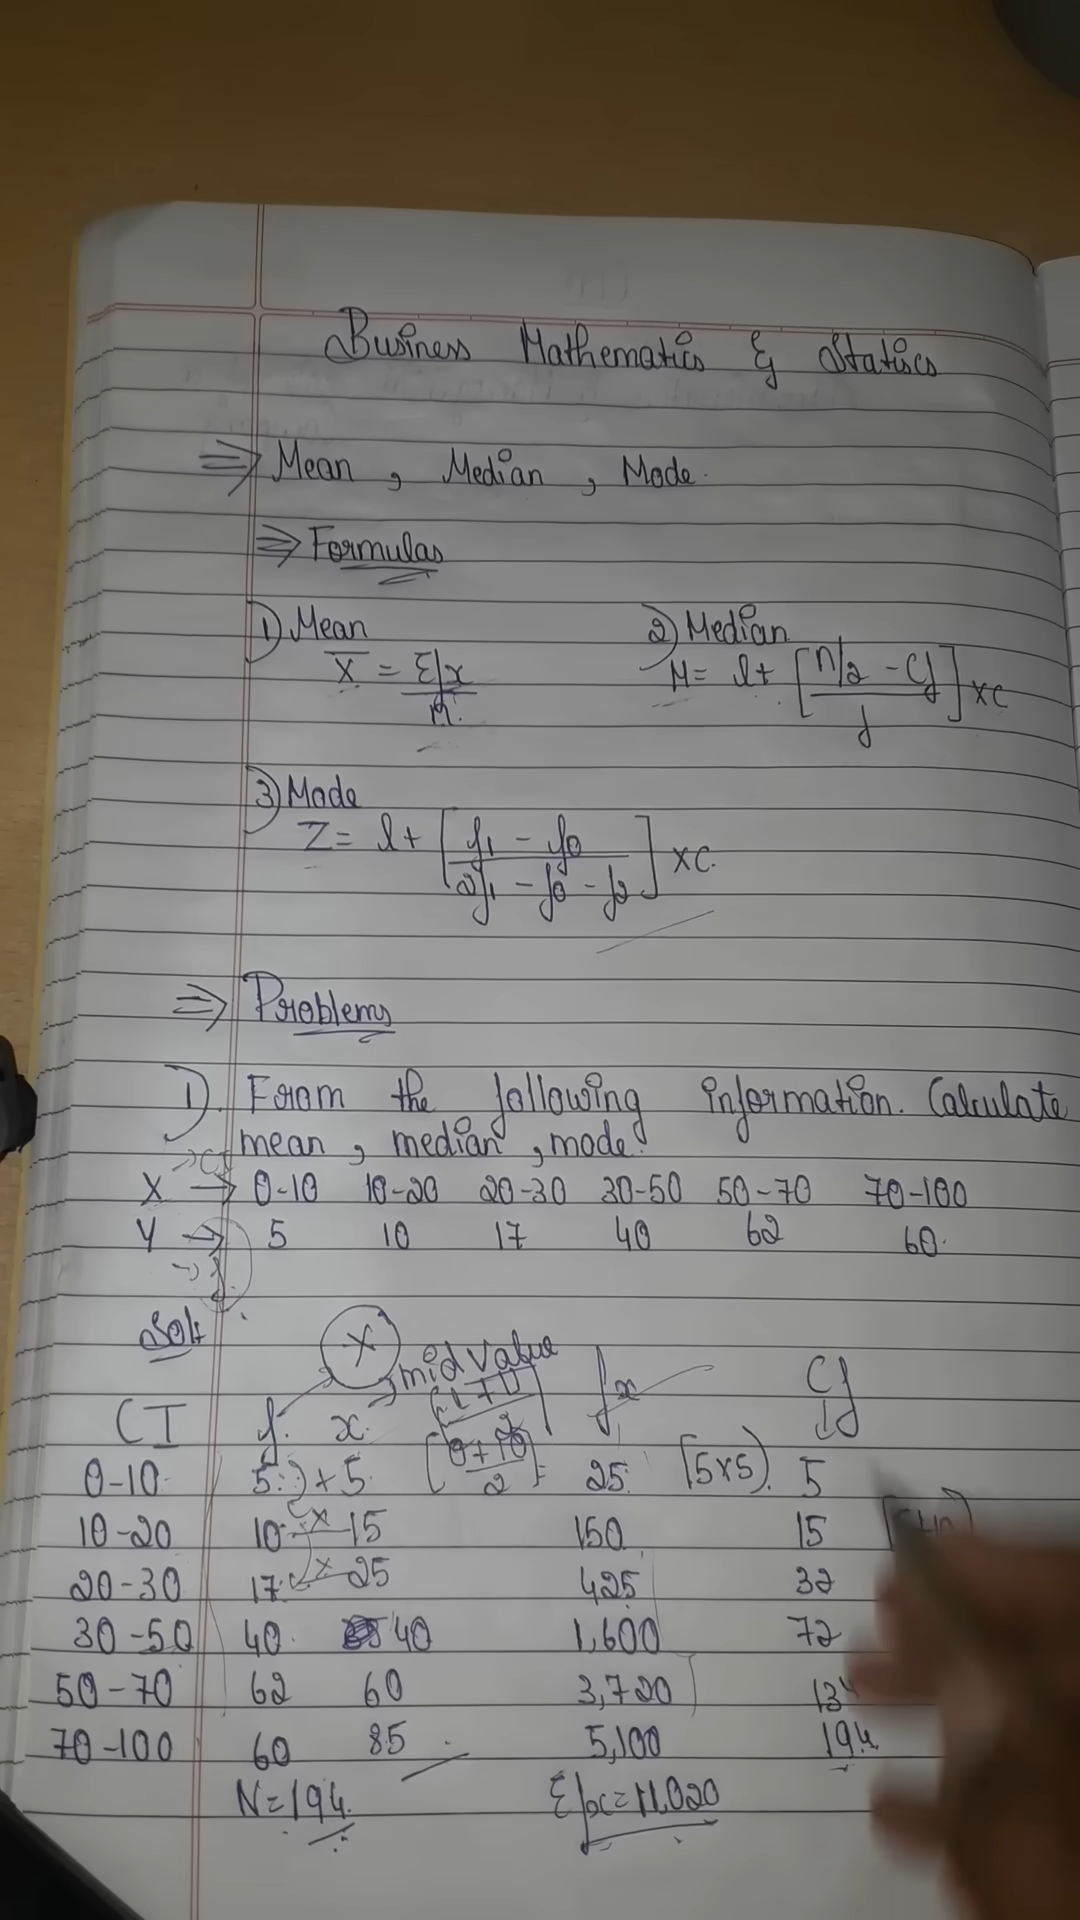 Business Mathematics & Statiscs
⇒ Mean, Median, Mode.
⇒ Formulas
1) Mean
X̄ = Σfx / n
2) Median
M = l + [n/2 - Cf / f] × C
3) Mode
Z = l + [f1 - f0 / 2f1 - f0 - f2] × C.
⇒ Problems
1). From the following information. Calculate
mean, median, mode.
X → 0-10 10-20 20-30 30-50 50-70 70-100
Y → 5 10 17 40 62 60.
→ f
Sol:
X
mid value
CI f. x. fx Cf
0-10 5 × 5 [0+10 / 2] = 25 [5×5]. 5
10-20 10 × 15 150 15
20-30 17 × 25 425 32
30-50 40 40 1,600 72
50-70 62 60 3,720
70-100 60 85 5,100 194
N = 194. Σfx = 11,020